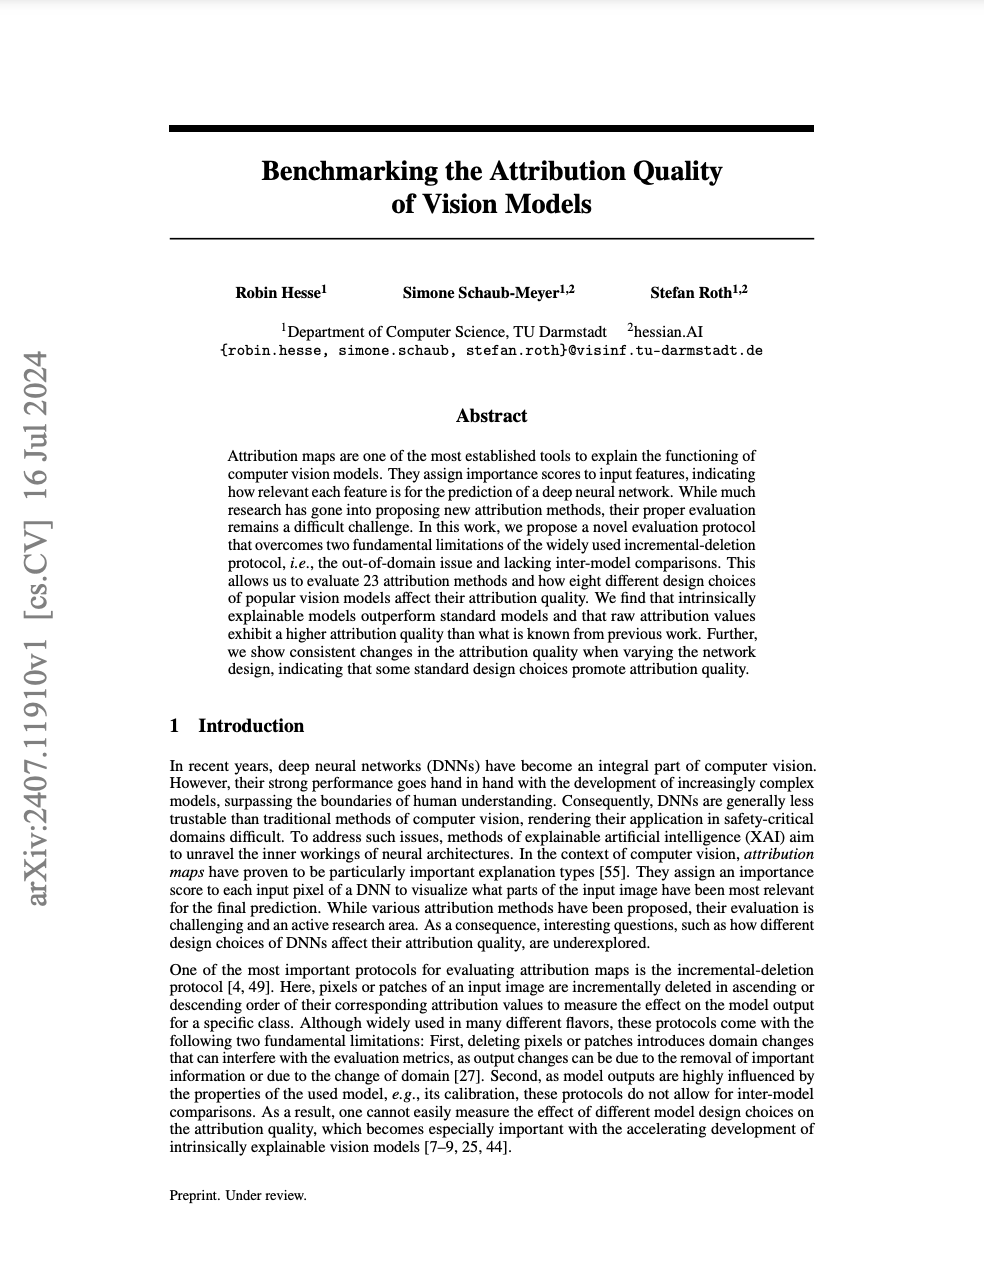 Benchmarking the Attribution Quality
of Vision Models
Robin Hesse1 Simone Schaub-Meyer1,2 Stefan Roth1,2
1Department of Computer Science, TU Darmstadt 2hessian.AI
{robin.hesse, simone.schaub, stefan.roth}@visinf.tu-darmstadt.de
Abstract
Attribution maps are one of the most established tools to explain the functioning of
computer vision models. They assign importance scores to input features, indicating
how relevant each feature is for the prediction of a deep neural network. While much
research has gone into proposing new attribution methods, their proper evaluation
remains a difficult challenge. In this work, we propose a novel evaluation protocol
that overcomes two fundamental limitations of the widely used incremental-deletion
protocol, i.e., the out-of-domain issue and lacking inter-model comparisons. This
allows us to evaluate 23 attribution methods and how eight different design choices
of popular vision models affect their attribution quality. We find that intrinsically
explainable models outperform standard models and that raw attribution values
exhibit a higher attribution quality than what is known from previous work. Further,
we show consistent changes in the attribution quality when varying the network
design, indicating that some standard design choices promote attribution quality.
1 Introduction
In recent years, deep neural networks (DNNs) have become an integral part of computer vision.
However, their strong performance goes hand in hand with the development of increasingly complex
models, surpassing the boundaries of human understanding. Consequently, DNNs are generally less
trustable than traditional methods of computer vision, rendering their application in safety-critical
domains difficult. To address such issues, methods of explainable artificial intelligence (XAI) aim
to unravel the inner workings of neural architectures. In the context of computer vision, attribution
maps have proven to be particularly important explanation types [55]. They assign an importance
score to each input pixel of a DNN to visualize what parts of the input image have been most relevant
for the final prediction. While various attribution methods have been proposed, their evaluation is
challenging and an active research area. As a consequence, interesting questions, such as how different
design choices of DNNs affect their attribution quality, are underexplored.
One of the most important protocols for evaluating attribution maps is the incremental-deletion
protocol [4, 49]. Here, pixels or patches of an input image are incrementally deleted in ascending or
descending order of their corresponding attribution values to measure the effect on the model output
for a specific class. Although widely used in many different flavors, these protocols come with the
following two fundamental limitations: First, deleting pixels or patches introduces domain changes
that can interfere with the evaluation metrics, as output changes can be due to the removal of important
information or due to the change of domain [27]. Second, as model outputs are highly influenced by
the properties of the used model, e.g., its calibration, these protocols do not allow for inter-model
comparisons. As a result, one cannot easily measure the effect of different model design choices on
the attribution quality, which becomes especially important with the accelerating development of
intrinsically explainable vision models [7–9, 25, 44].
Preprint. Under review.
arXiv:2407.11910v1 [cs.CV] 16 Jul 2024